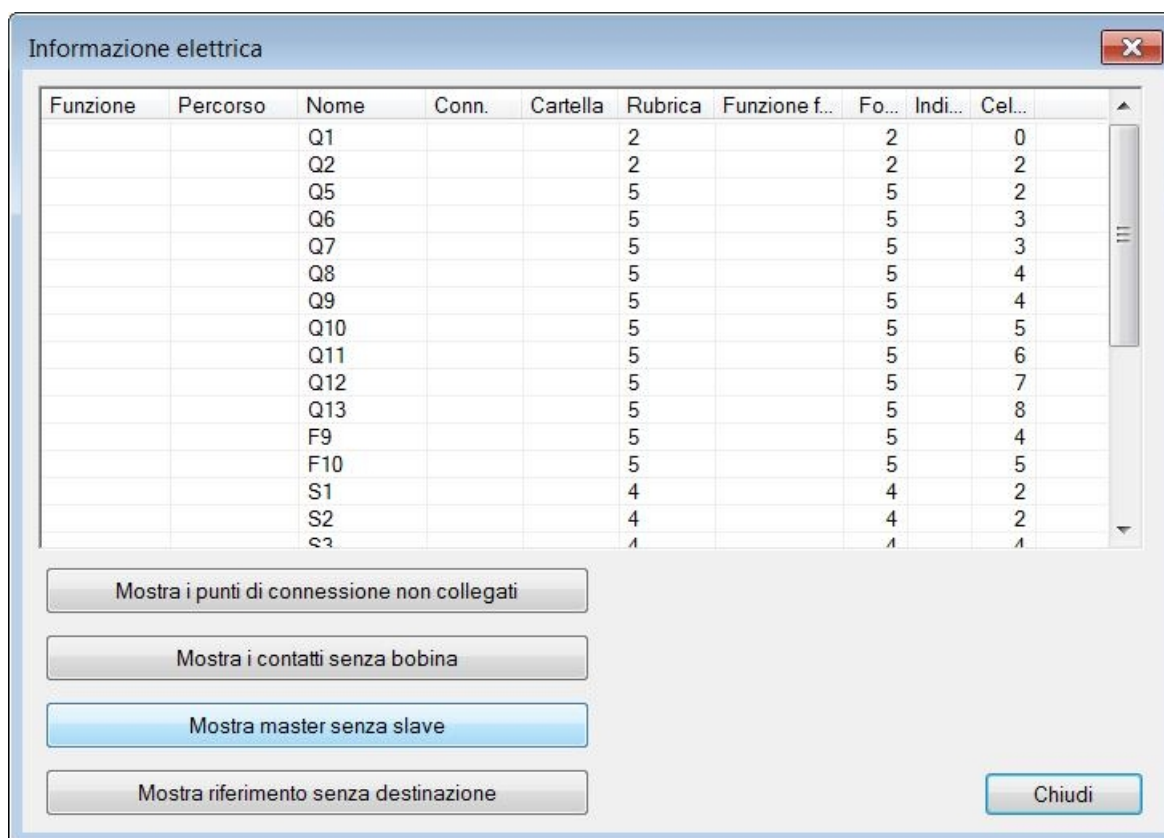 Informazione elettrica
Funzione Percorso Nome Conn. Cartella Rubrica Funzione f... Fo... Indi... Cel...
Q1 2 2 0
Q2 2 2 2
Q5 5 5 2
Q6 5 5 3
Q7 5 5 3
Q8 5 5 4
Q9 5 5 4
Q10 5 5 5
Q11 5 5 6
Q12 5 5 7
Q13 5 5 8
F9 5 5 4
F10 5 5 5
S1 4 4 2
S2 4 4 2
S3 4 4 4
Mostra i punti di connessione non collegati
Mostra i contatti senza bobina
Mostra master senza slave
Mostra riferimento senza destinazione
Chiudi